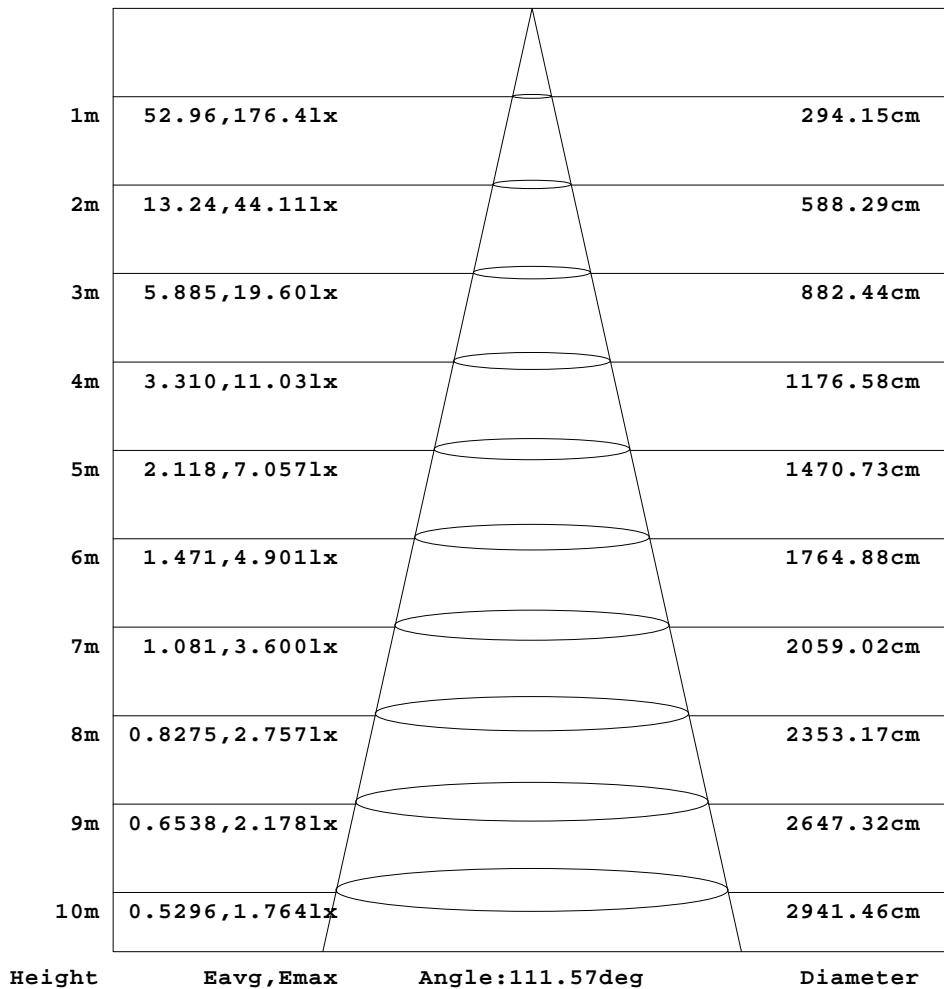 1m 52.96,176.4lx 294.15cm
2m 13.24,44.11lx 588.29cm
3m 5.885,19.60lx 882.44cm
4m 3.310,11.03lx 1176.58cm
5m 2.118,7.057lx 1470.73cm
6m 1.471,4.901lx 1764.88cm
7m 1.081,3.600lx 2059.02cm
8m 0.8275,2.757lx 2353.17cm
9m 0.6538,2.178lx 2647.32cm
10m 0.5296,1.764lx 2941.46cm
Height Eavg,Emax Angle:111.57deg Diameter